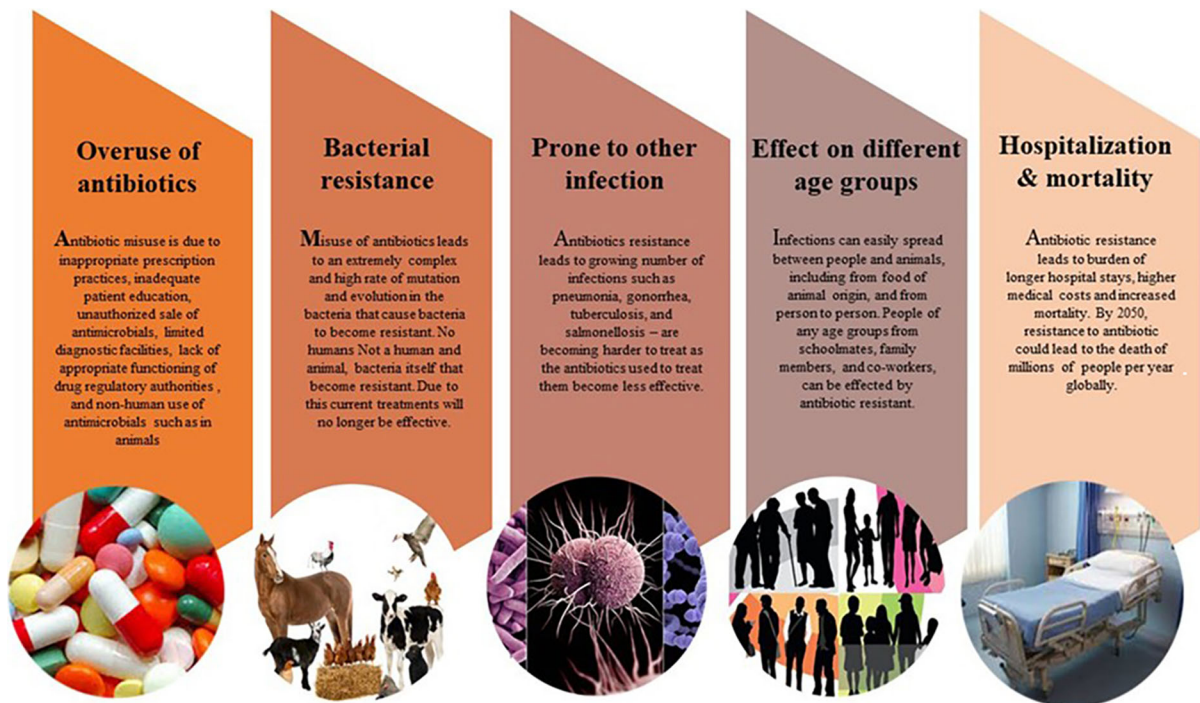 Overuse of
antibiotics
Antibiotic misuse is due to
inappropriate prescription
practices, inadequate
patient education,
unauthorized sale of
antimicrobials, limited
diagnostic facilities, lack of
appropriate functioning of
drug regulatory authorities ,
and non-human use of
antimicrobials such as in
animals
Bacterial
resistance
Misuse of antibiotics leads
to an extremely complex
and high rate of mutation
and evolution in the
bacteria that cause bacteria
to become resistant. No
humans Not a human and
animal, bacteria itself that
become resistant. Due to
this current treatments will
no longer be effective.
Prone to other
infection
Antibiotics resistance
leads to growing number of
infections such as
pneumonia, gonorrhea,
tuberculosis, and
salmonellosis – are
becoming harder to treat as
the antibiotics used to treat
them become less effective.
Effect on different
age groups
Infections can easily spread
between people and animals,
including from food of
animal origin, and from
person to person. People of
any age groups from
schoolmates, family
members, and co-workers,
can be effected by
antibiotic resistant.
Hospitalization
& mortality
Antibiotic resistance
leads to burden of
longer hospital stays, higher
medical costs and increased
mortality. By 2050,
resistance to antibiotic
could lead to the death of
millions of people per year
globally.